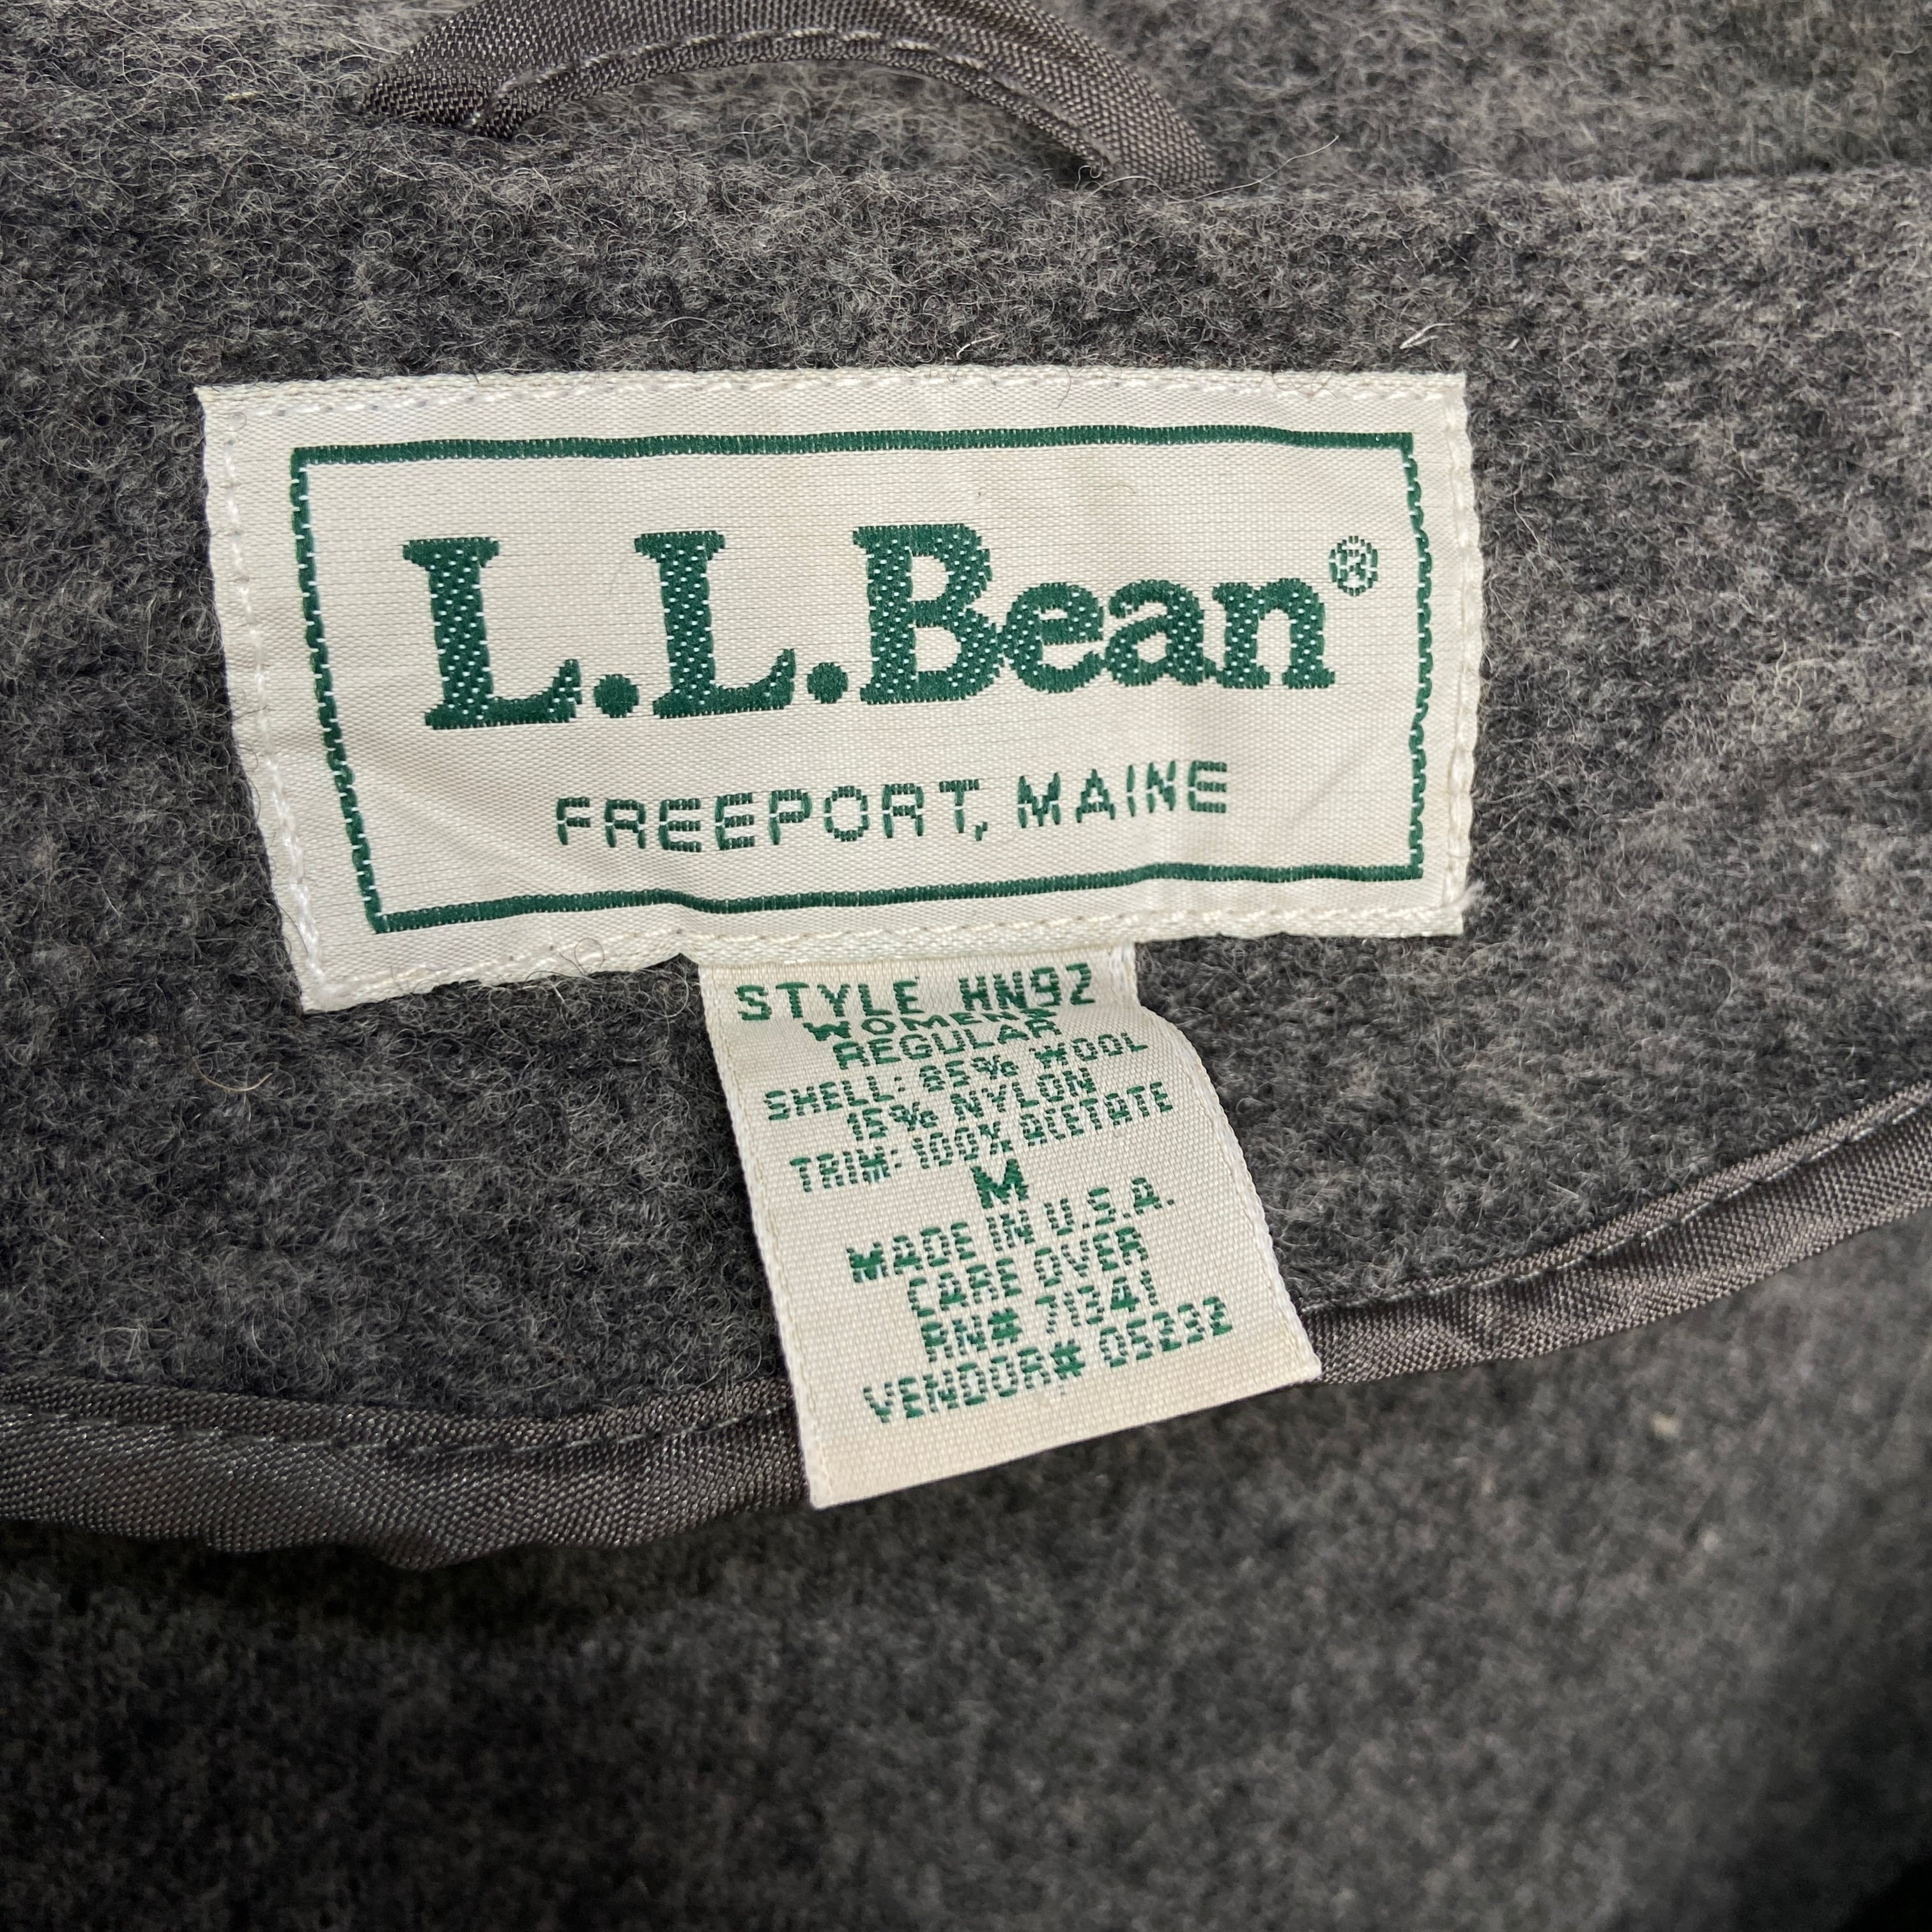 L.L.Bean®
FREEPORT, MAINE
STYLE HN92
WOMENS
REGULAR
SHELL: 85% WOOL
15% NYLON
TRIM: 100% ACETATE
M
MADE IN U.S.A.
CARE OVER
RN# 71341
VENDOR# 05232